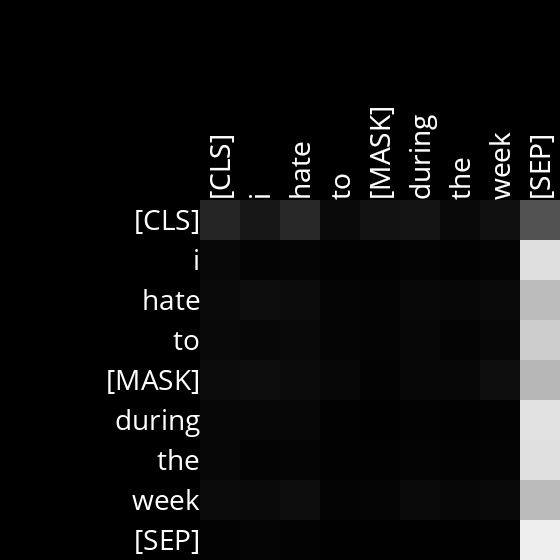 [CLS] i hate to [MASK] during the week [SEP]
[CLS]
i
hate
to
[MASK]
during
the
week
[SEP]